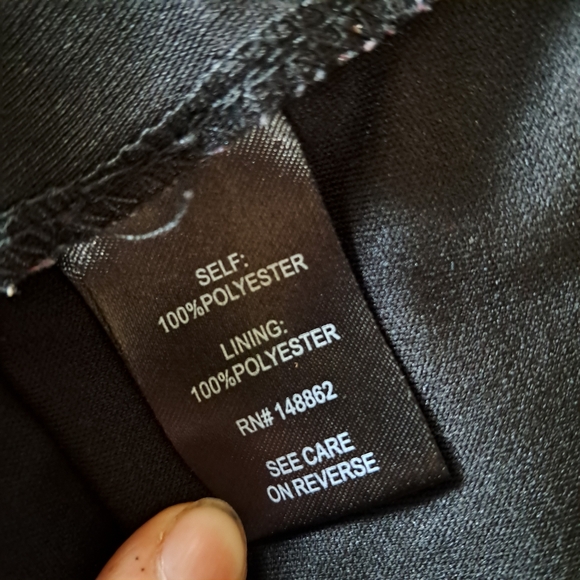 SELF:
100%POLYESTER
LINING:
100%POLYESTER
RN#148862
SEE CARE
ON REVERSE